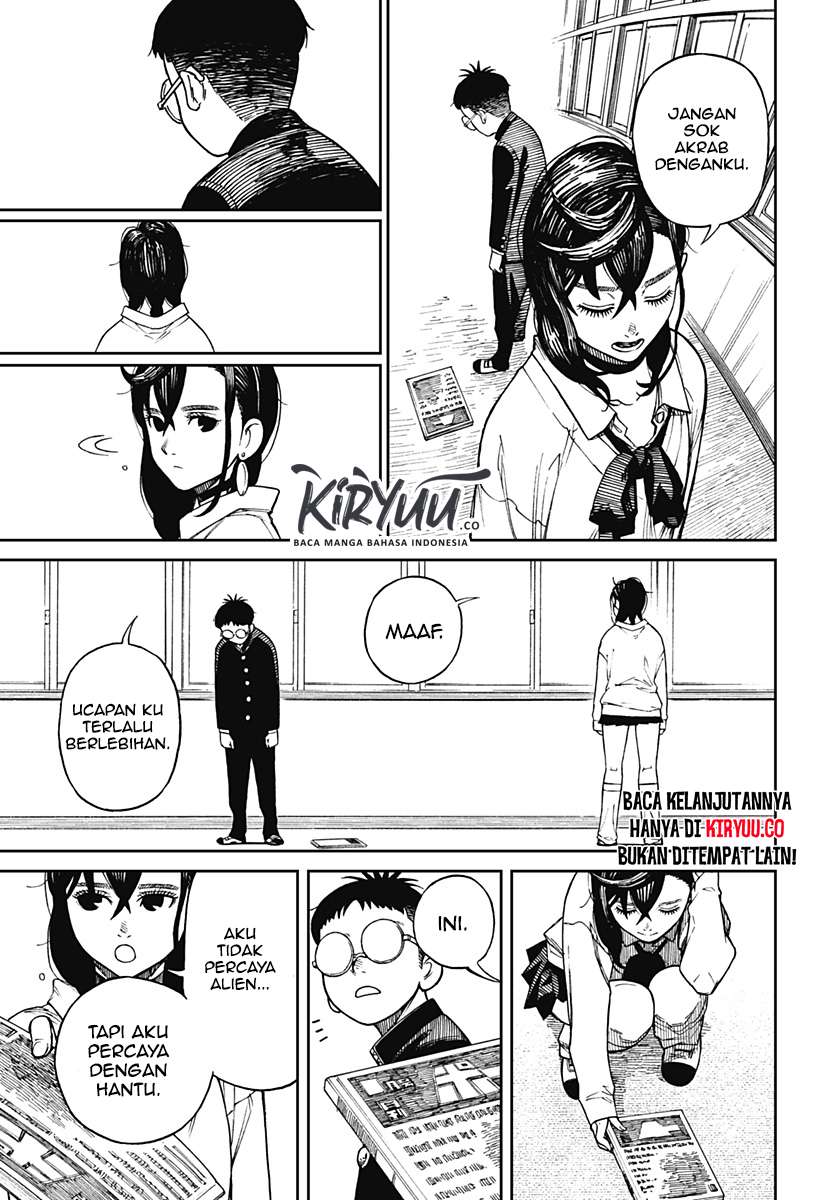 JANGAN
SOK
AKRAB
DENGANKU.
KIRYUU.CO
BACA MANGA BAHASA INDONESIA
MAAF.
UCAPAN KU
TERLALU
BERLEBIHAN.
BACA KELANJUTANNYA
HANYA DI KIRYUU.CO
BUKAN DITEMPAT LAIN!
INI.
AKU
TIDAK
PERCAYA
ALIEN...
TAPI AKU
PERCAYA
DENGAN
HANTU.